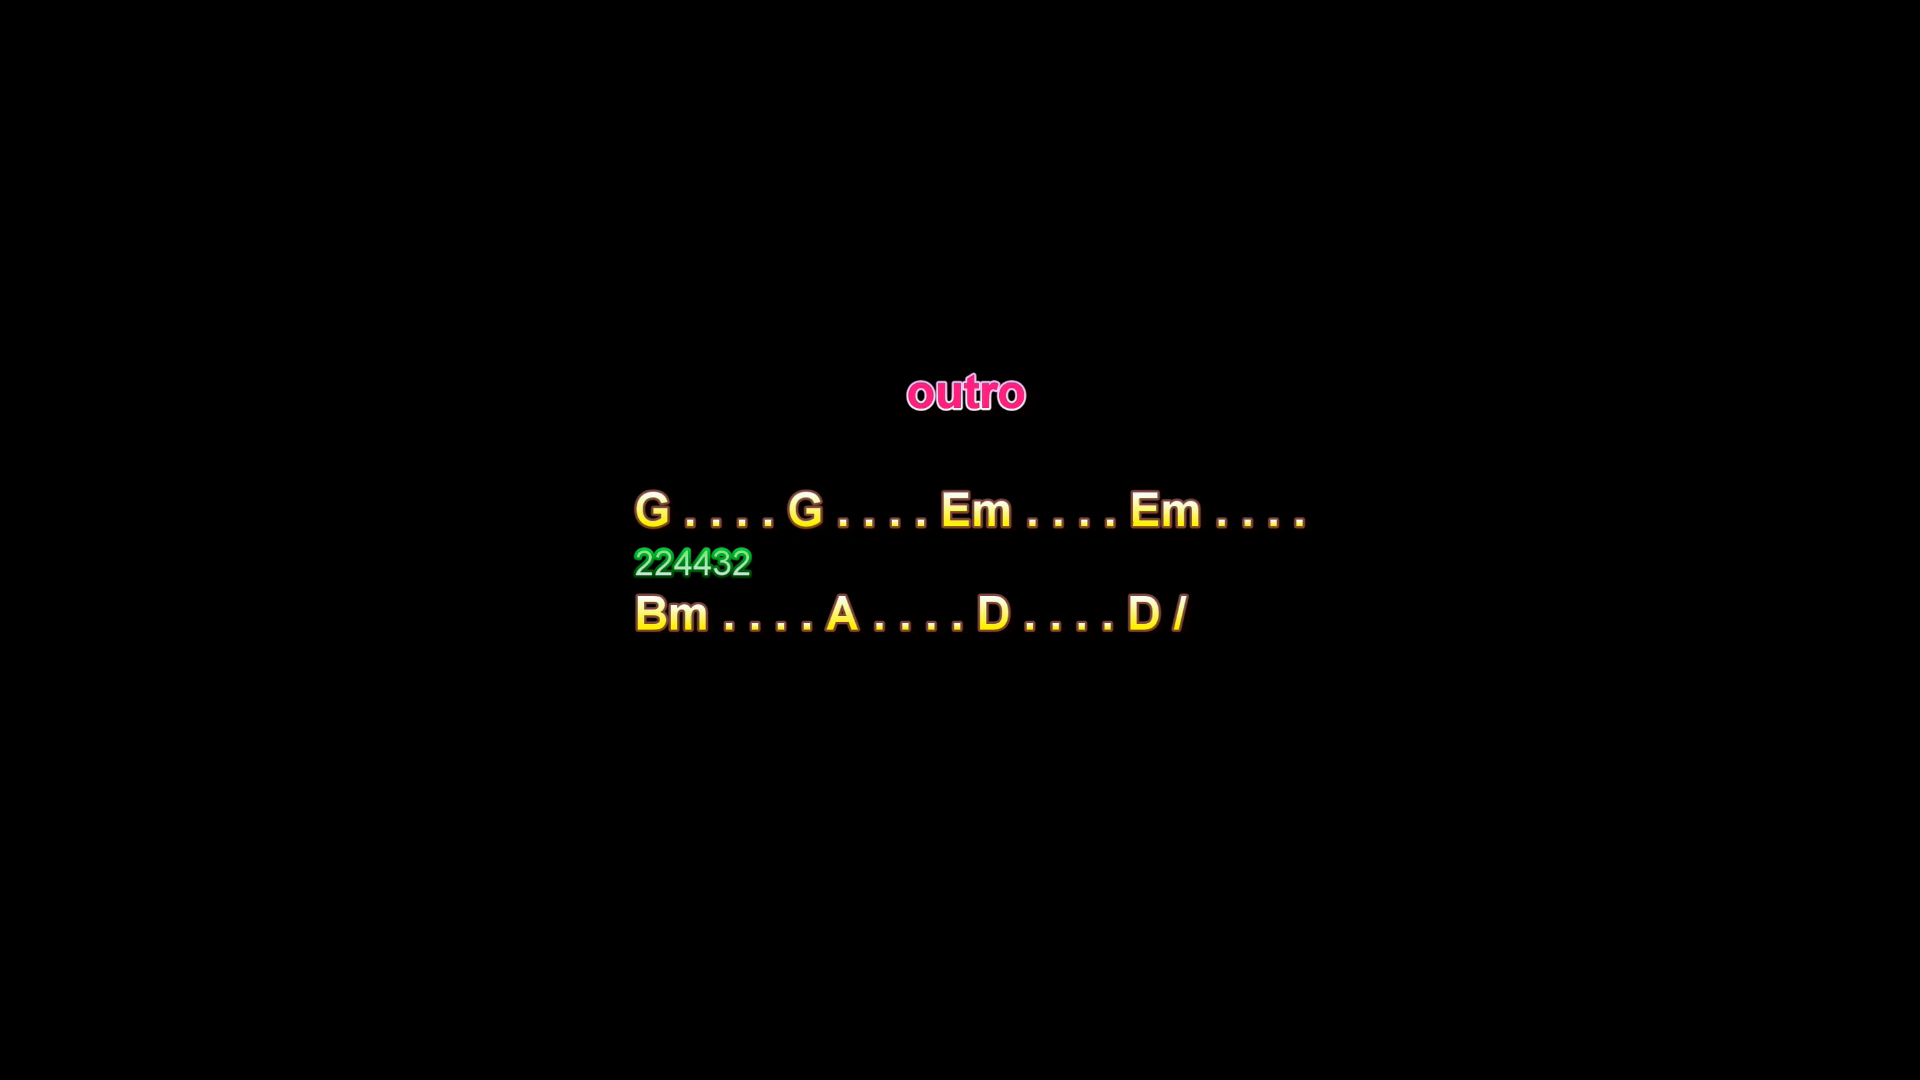 outro
G . . . . G . . . . Em . . . . Em . . . .
224432
Bm . . . . A . . . . D . . . . D /